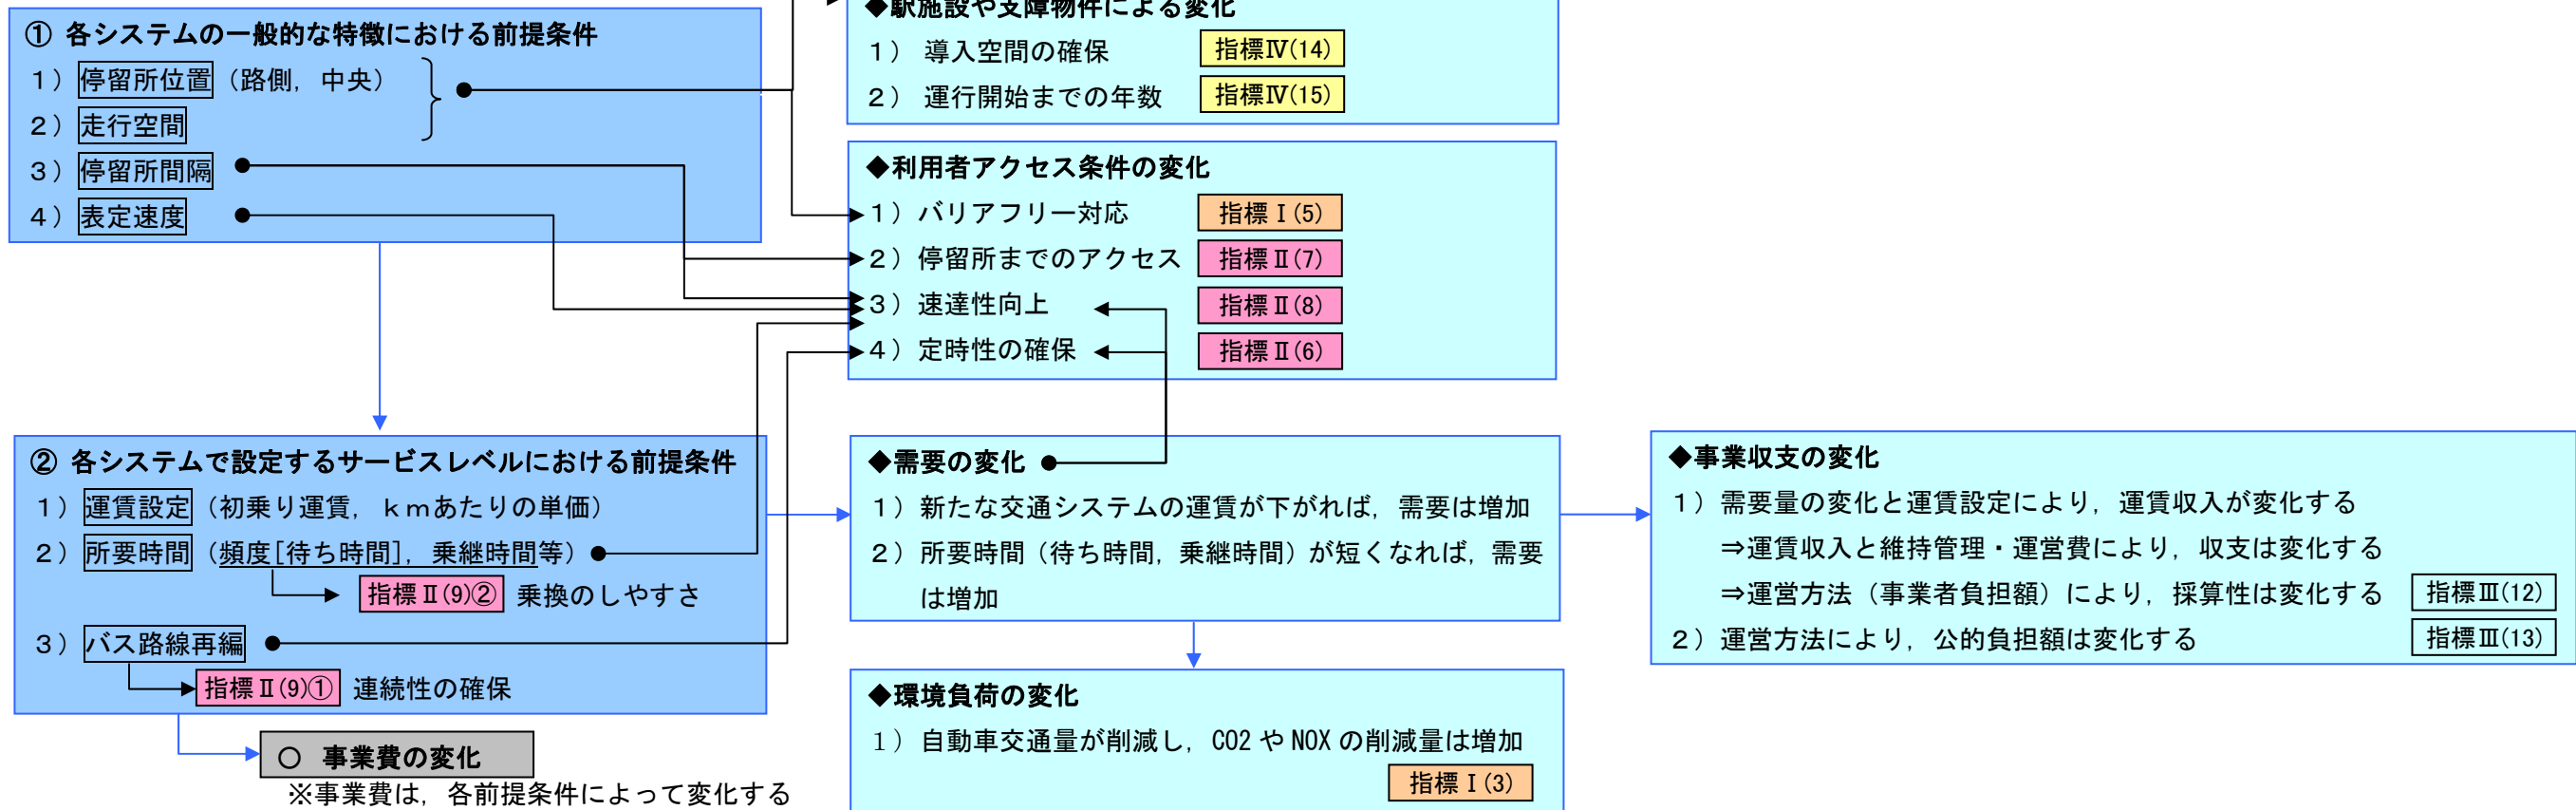 ① 各システムの一般的な特徴における前提条件
1）停留所位置（路側，中央）
2）走行空間
3）停留所間隔
4）表定速度
◆駅施設や支障物件による変化
1） 導入空間の確保 指標Ⅳ(14)
2） 運行開始までの年数 指標Ⅳ(15)
◆利用者アクセス条件の変化
1）バリアフリー対応 指標Ⅰ(5)
2）停留所までのアクセス 指標Ⅱ(7)
3）速達性向上 指標Ⅱ(8)
4）定時性の確保 指標Ⅱ(6)
② 各システムで設定するサービスレベルにおける前提条件
1）運賃設定（初乗り運賃，ｋｍあたりの単価）
2）所要時間（頻度[待ち時間]，乗継時間等）
指標Ⅱ(9)② 乗換のしやすさ
3）バス路線再編
指標Ⅱ(9)① 連続性の確保
○ 事業費の変化
※事業費は，各前提条件によって変化する
◆需要の変化
1）新たな交通システムの運賃が下がれば，需要は増加
2）所要時間（待ち時間，乗継時間）が短くなれば，需要
は増加
◆環境負荷の変化
1）自動車交通量が削減し，CO2 や NOX の削減量は増加
指標Ⅰ(3)
◆事業収支の変化
1）需要量の変化と運賃設定により，運賃収入が変化する
⇒運賃収入と維持管理・運営費により，収支は変化する
⇒運営方法（事業者負担額）により，採算性は変化する 指標Ⅲ(12)
2）運営方法により，公的負担額は変化する 指標Ⅲ(13)